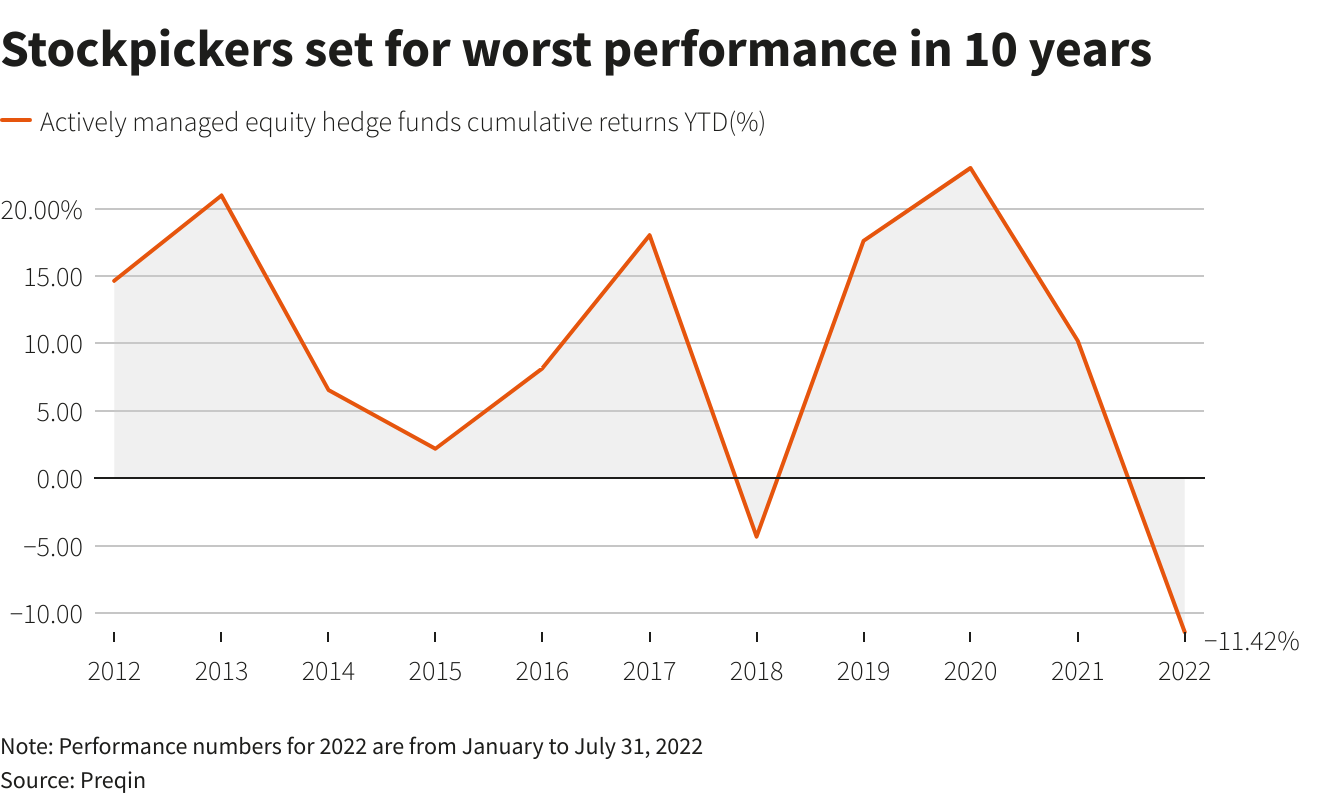 Stockpickers set for worst performance in 10 years
Actively managed equity hedge funds cumulative returns YTD(%)
20.00%
15.00
10.00
5.00
0.00
−5.00
−10.00
−11.42%
2012 2013 2014 2015 2016 2017 2018 2019 2020 2021 2022
Note: Performance numbers for 2022 are from January to July 31, 2022
Source: Preqin